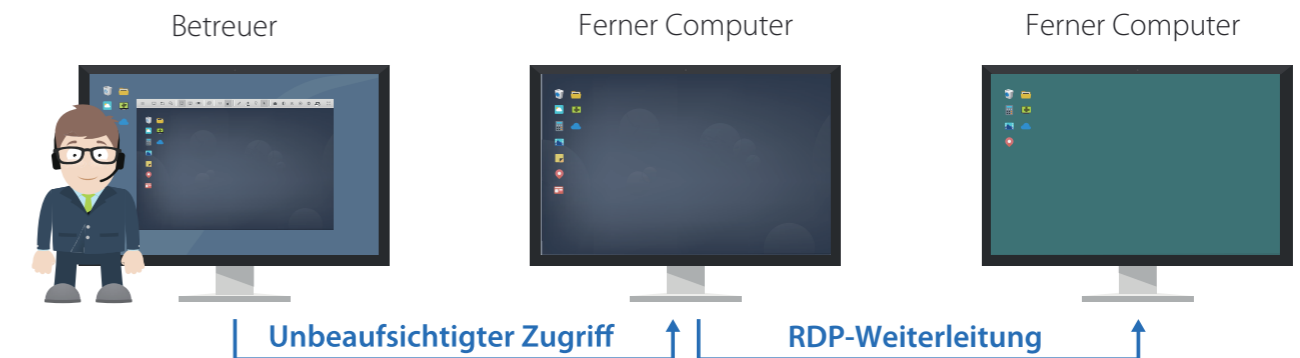 Betreuer
Ferner Computer
Ferner Computer
Unbeaufsichtigter Zugriff
RDP-Weiterleitung